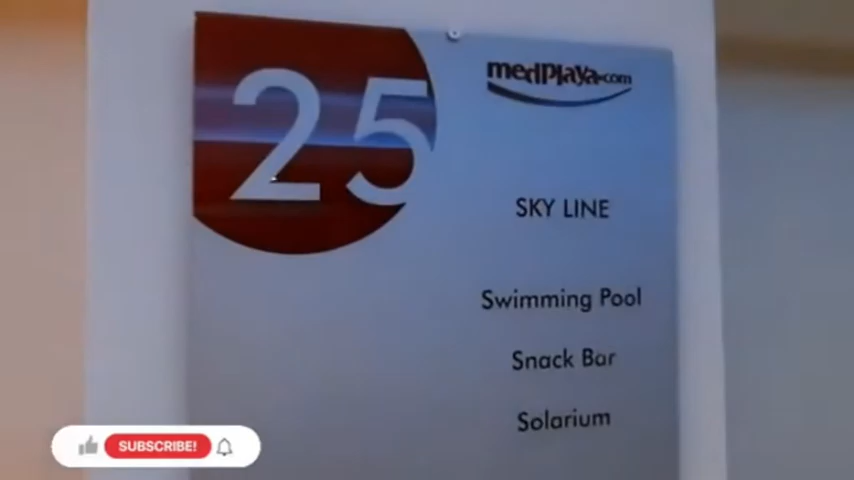 25
medPlaya.com
SKY LINE
Swimming Pool
Snack Bar
Solarium
SUBSCRIBE!